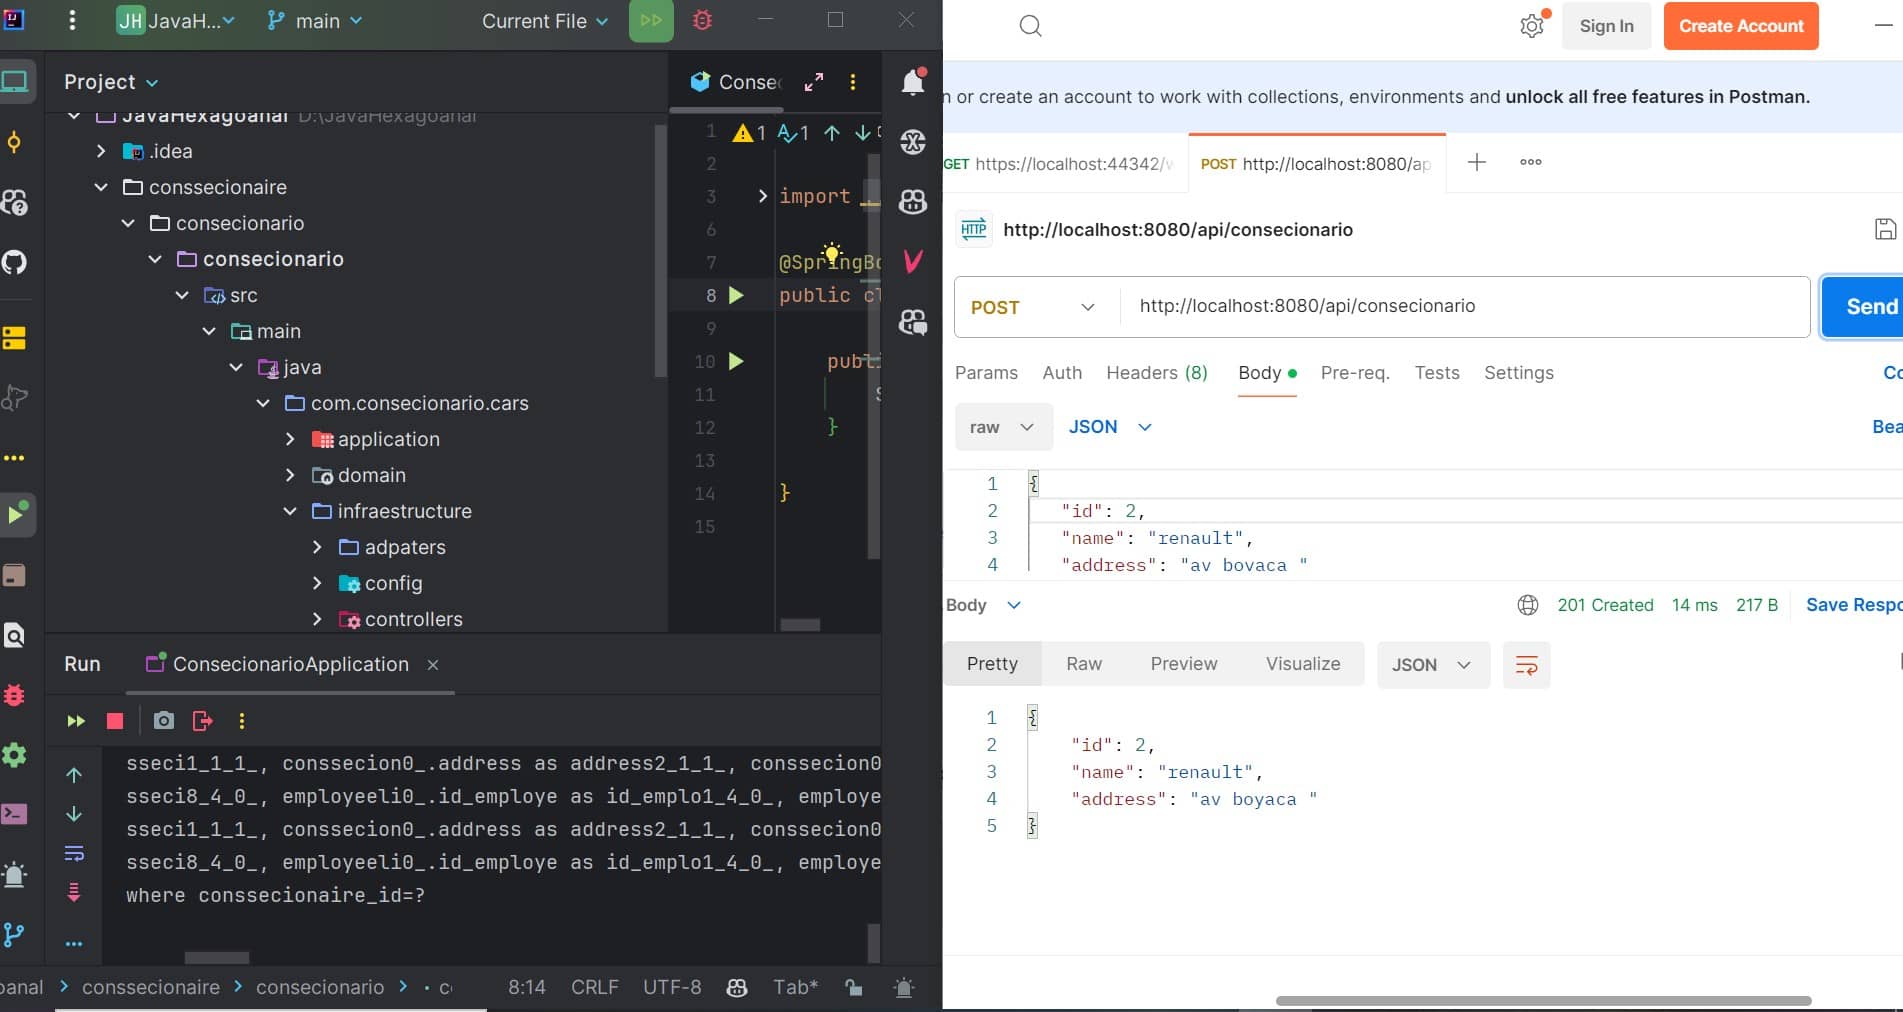 JH JavaH... main Current File
Project
JavaHexagoanal D:\JavaHexagoanal
.idea
conssecionaire
consecionario
consecionario
src
main
java
com.consecionario.cars
application
domain
infraestructure
adpaters
config
controllers
Consec
1 1 1
2
3 import ...
6
7 @SpringBo
8 public cl
9
10 publi
11 S
12 }
13
14 }
15
Run ConsecionarioApplication
sseci1_1_1_, conssecion0_.address as address2_1_1_, conssecion0
sseci8_4_0_, employeeli0_.id_employe as id_emplo1_4_0_, employe
sseci1_1_1_, conssecion0_.address as address2_1_1_, conssecion0
sseci8_4_0_, employeeli0_.id_employe as id_emplo1_4_0_, employe
where conssecionaire_id=?
oanal > conssecionaire > consecionario > 8:14 CRLF UTF-8 Tab*
Sign In Create Account
n or create an account to work with collections, environments and unlock all free features in Postman.
GET https://localhost:44342/w POST http://localhost:8080/ap
HTTP http://localhost:8080/api/consecionario
POST http://localhost:8080/api/consecionario Send
Params Auth Headers (8) Body Pre-req. Tests Settings Co
raw JSON Bea
1 {
2 "id": 2,
3 "name": "renault",
4 "address": "av boyaca "
Body 201 Created 14 ms 217 B Save Respo
Pretty Raw Preview Visualize JSON
1 {
2 "id": 2,
3 "name": "renault",
4 "address": "av boyaca "
5 }